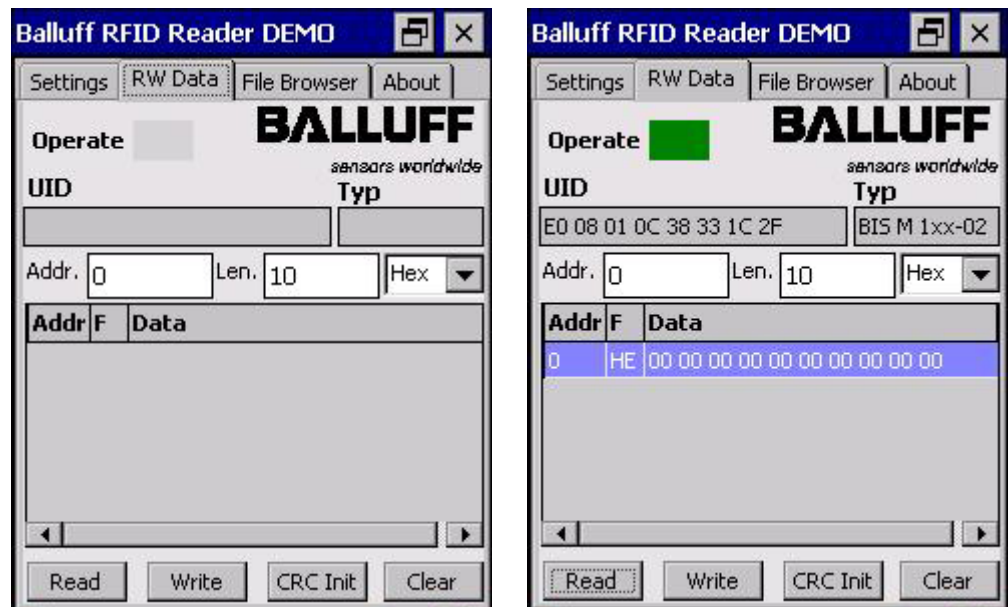 Balluff RFID Reader DEMO
Settings RW Data File Browser About
Operate BALLUFF
sensors worldwide
UID Typ
Addr. 0 Len. 10 Hex
Addr F Data
Read Write CRC Init Clear
Balluff RFID Reader DEMO
Settings RW Data File Browser About
Operate BALLUFF
sensors worldwide
UID Typ
E0 08 01 0C 38 33 1C 2F BIS M 1xx-02
Addr. 0 Len. 10 Hex
Addr F Data
0 HE 00 00 00 00 00 00 00 00 00 00
Read Write CRC Init Clear